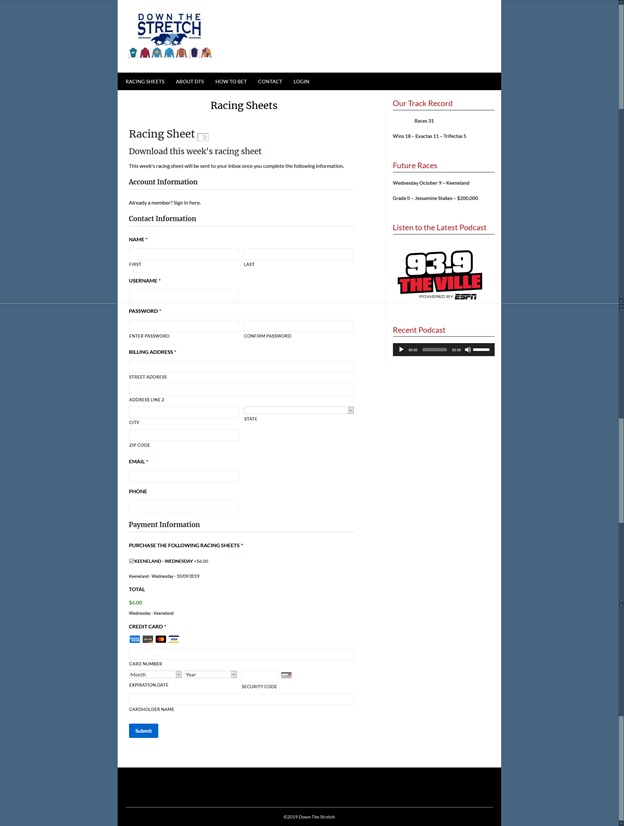 DOWN THE
STRETCH
RACING SHEETS ABOUT DTS HOW TO BET CONTACT LOGIN
Racing Sheets
Racing Sheet
Download this week's racing sheet
This week's racing sheet will be sent to your inbox once you complete the following information.
Account Information
Already a member? Sign in here.
Contact Information
NAME *
FIRST LAST
USERNAME *
PASSWORD *
ENTER PASSWORD CONFIRM PASSWORD
BILLING ADDRESS *
STREET ADDRESS
ADDRESS LINE 2
CITY STATE
ZIP CODE
EMAIL *
PHONE
Payment Information
PURCHASE THE FOLLOWING RACING SHEETS *
KEENELAND - WEDNESDAY +$6.00
Keeneland - Wednesday - 10/09/2019
TOTAL
$6.00
Wednesday - Keeneland
CREDIT CARD *
VISA
CARD NUMBER
Month Year
EXPIRATION DATE SECURITY CODE
CARDHOLDER NAME
Submit
Our Track Record
Races 31
Wins 18 – Exactas 11 – Trifectas 5
Future Races
Wednesday October 9 – Keeneland
Grade II – Jessamine Stakes – $200,000
Listen to the Latest Podcast
93.9
THE VILLE
POWERED BY ESPN
Recent Podcast
00:00 00:00
©2019 Down The Stretch